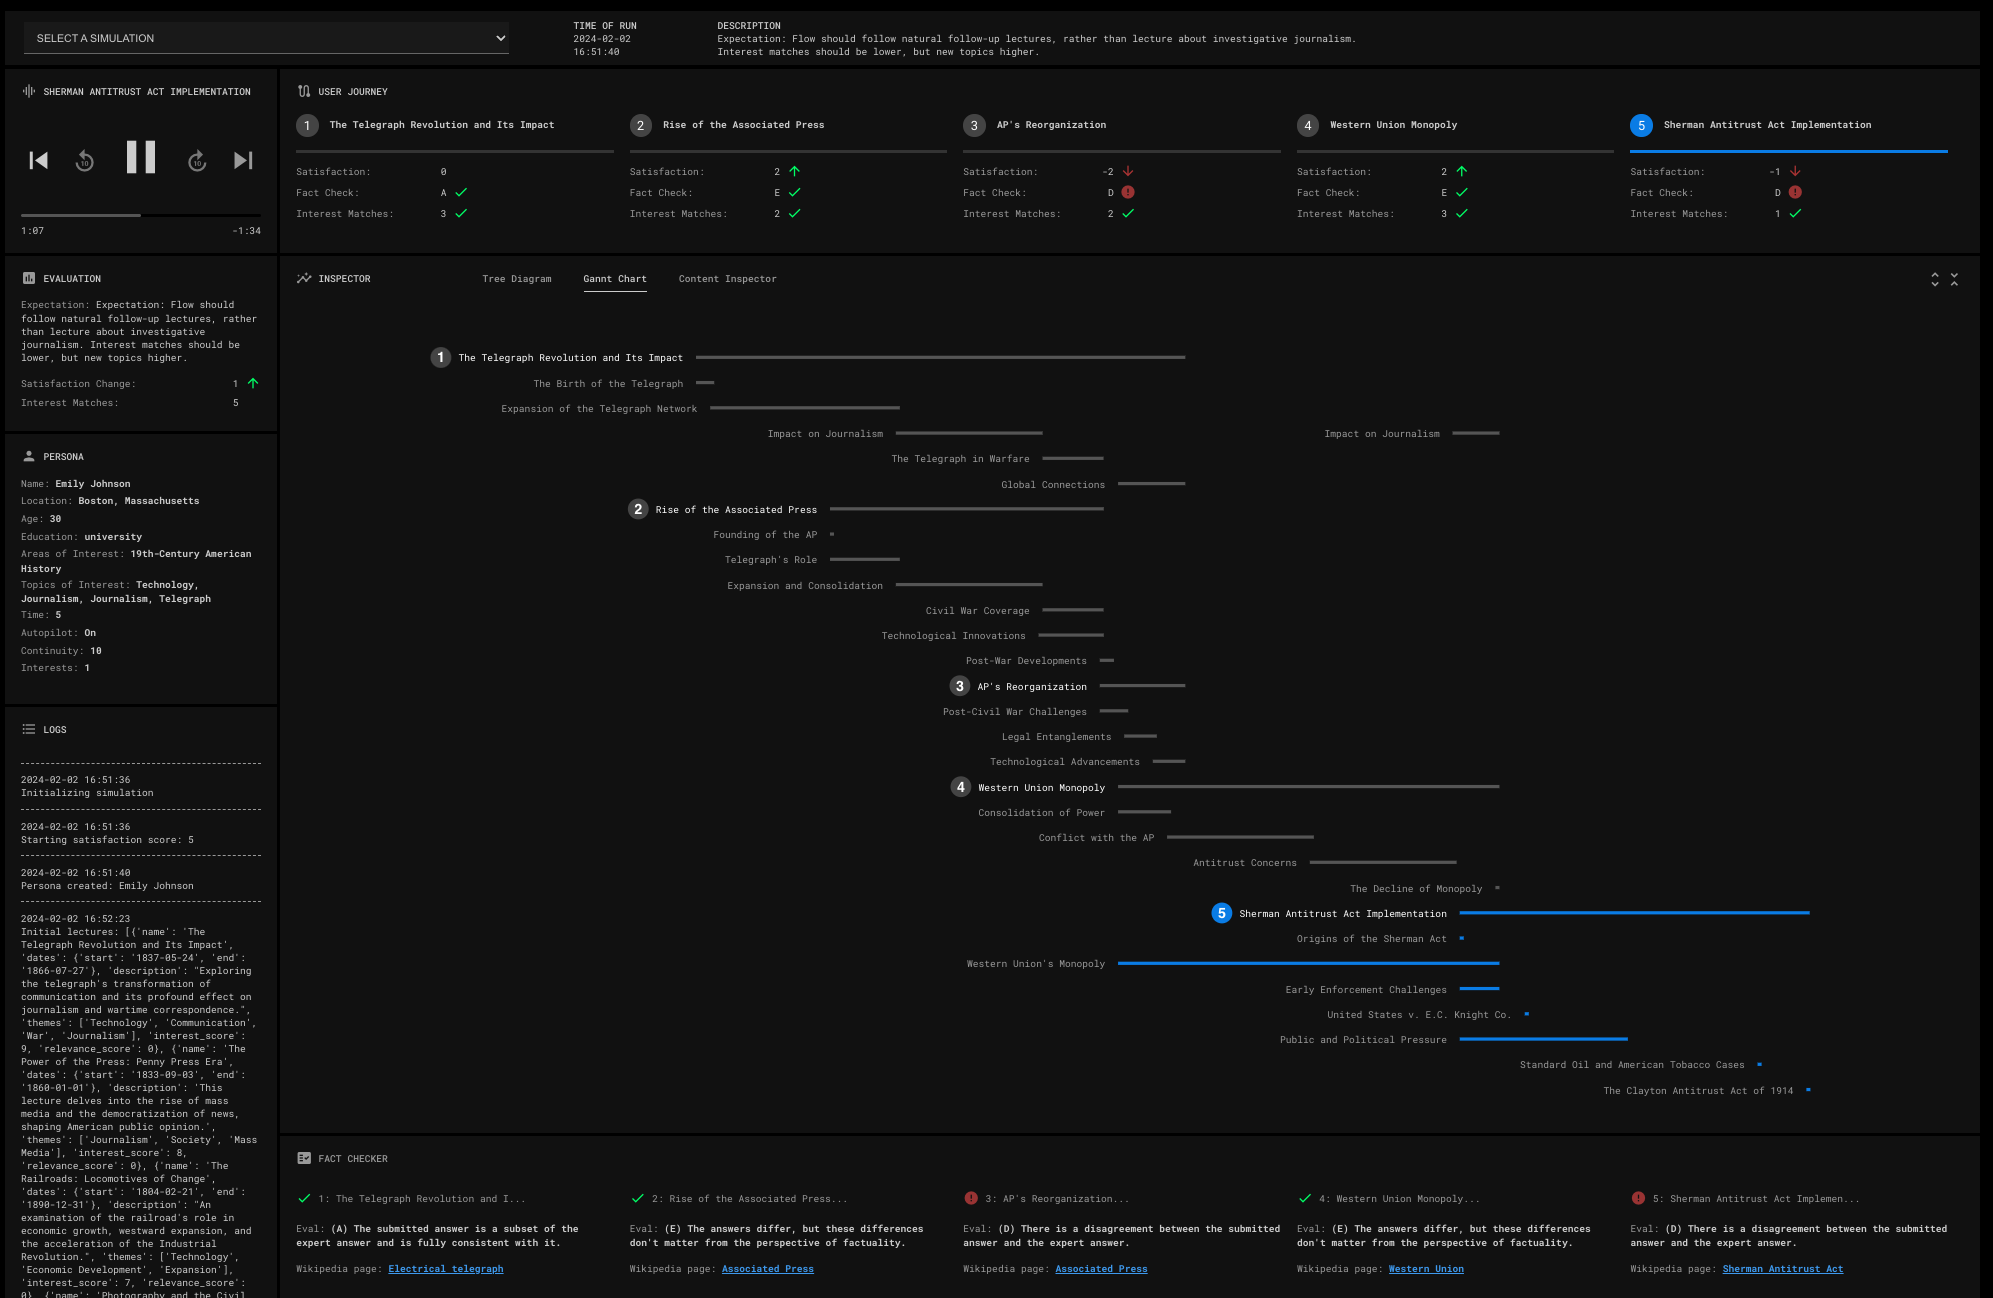 SELECT A SIMULATION
TIME OF RUN
2024-02-02
16:51:40
DESCRIPTION
Expectation: Flow should follow natural follow-up lectures, rather than lecture about investigative journalism.
Interest matches should be lower, but new topics higher.
SHERMAN ANTITRUST ACT IMPLEMENTATION
10
10
1:07
-1:34
USER JOURNEY
1 The Telegraph Revolution and Its Impact
Satisfaction: 0
Fact Check: A
Interest Matches: 3
2 Rise of the Associated Press
Satisfaction: 2
Fact Check: E
Interest Matches: 2
3 AP's Reorganization
Satisfaction: -2
Fact Check: D
Interest Matches: 2
4 Western Union Monopoly
Satisfaction: 2
Fact Check: E
Interest Matches: 3
5 Sherman Antitrust Act Implementation
Satisfaction: -1
Fact Check: D
Interest Matches: 1
EVALUATION
Expectation: Expectation: Flow should
follow natural follow-up lectures, rather
than lecture about investigative
journalism. Interest matches should be
lower, but new topics higher.
Satisfaction Change: 1
Interest Matches: 5
PERSONA
Name: Emily Johnson
Location: Boston, Massachusetts
Age: 30
Education: university
Areas of Interest: 19th-Century American
History
Topics of Interest: Technology,
Journalism, Journalism, Telegraph
Time: 5
Autopilot: On
Continuity: 10
Interests: 1
LOGS
2024-02-02 16:51:36
Initializing simulation
2024-02-02 16:51:36
Starting satisfaction score: 5
2024-02-02 16:51:40
Persona created: Emily Johnson
2024-02-02 16:52:23
Initial lectures: [{'name': 'The
Telegraph Revolution and Its Impact',
'dates': {'start': '1837-05-24', 'end':
'1866-07-27'}, 'description': "Exploring
the telegraph's transformation of
communication and its profound effect on
journalism and wartime correspondence.",
'themes': ['Technology', 'Communication',
'War', 'Journalism'], 'interest_score':
9, 'relevance_score': 0}, {'name': 'The
Power of the Press: Penny Press Era',
'dates': {'start': '1833-09-03', 'end':
'1860-01-01'}, 'description': 'This
lecture delves into the rise of mass
media and the democratization of news,
shaping American public opinion.',
'themes': ['Journalism', 'Society', 'Mass
Media'], 'interest_score': 8,
'relevance_score': 0}, {'name': 'The
Railroads: Locomotives of Change',
'dates': {'start': '1804-02-21', 'end':
'1890-12-31'}, 'description': "An
examination of the railroad's role in
economic growth, westward expansion, and
the acceleration of the Industrial
Revolution.", 'themes': ['Technology',
'Economic Development', 'Expansion'],
'interest_score': 7, 'relevance_score':
0}, {'name': 'Photography and the Civil
INSPECTOR
Tree Diagram
Gannt Chart
Content Inspector
1 The Telegraph Revolution and Its Impact
The Birth of the Telegraph
Expansion of the Telegraph Network
Impact on Journalism
Impact on Journalism
The Telegraph in Warfare
Global Connections
2 Rise of the Associated Press
Founding of the AP
Telegraph's Role
Expansion and Consolidation
Civil War Coverage
Technological Innovations
Post-War Developments
3 AP's Reorganization
Post-Civil War Challenges
Legal Entanglements
Technological Advancements
4 Western Union Monopoly
Consolidation of Power
Conflict with the AP
Antitrust Concerns
The Decline of Monopoly
5 Sherman Antitrust Act Implementation
Origins of the Sherman Act
Western Union's Monopoly
Early Enforcement Challenges
United States v. E.C. Knight Co.
Public and Political Pressure
Standard Oil and American Tobacco Cases
The Clayton Antitrust Act of 1914
FACT CHECKER
1: The Telegraph Revolution and I...
Eval: (A) The submitted answer is a subset of the
expert answer and is fully consistent with it.
Wikipedia page: Electrical telegraph
2: Rise of the Associated Press...
Eval: (E) The answers differ, but these differences
don't matter from the perspective of factuality.
Wikipedia page: Associated Press
3: AP's Reorganization...
Eval: (D) There is a disagreement between the submitted
answer and the expert answer.
Wikipedia page: Associated Press
4: Western Union Monopoly...
Eval: (E) The answers differ, but these differences
don't matter from the perspective of factuality.
Wikipedia page: Western Union
5: Sherman Antitrust Act Implemen...
Eval: (D) There is a disagreement between the submitted
answer and the expert answer.
Wikipedia page: Sherman Antitrust Act